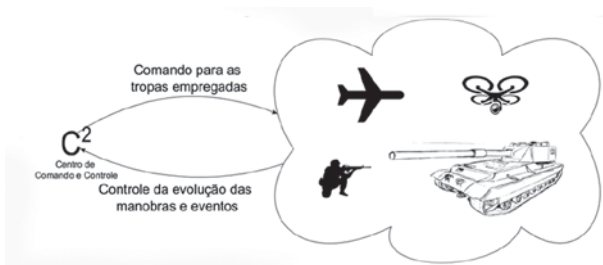 Comando para as
tropas empregadas
C²
Centro de
Comando e Controle
Controle da evolução das
manobras e eventos